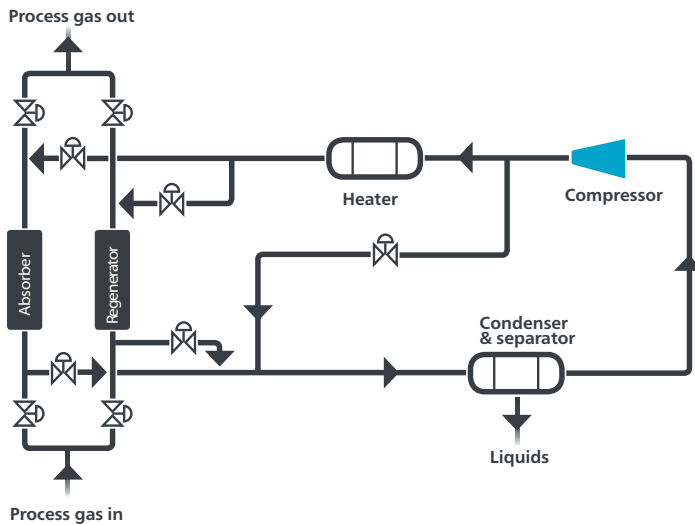 Process gas out
Heater
Compressor
Absorber
Regenerator
Condenser
& separator
Liquids
Process gas in